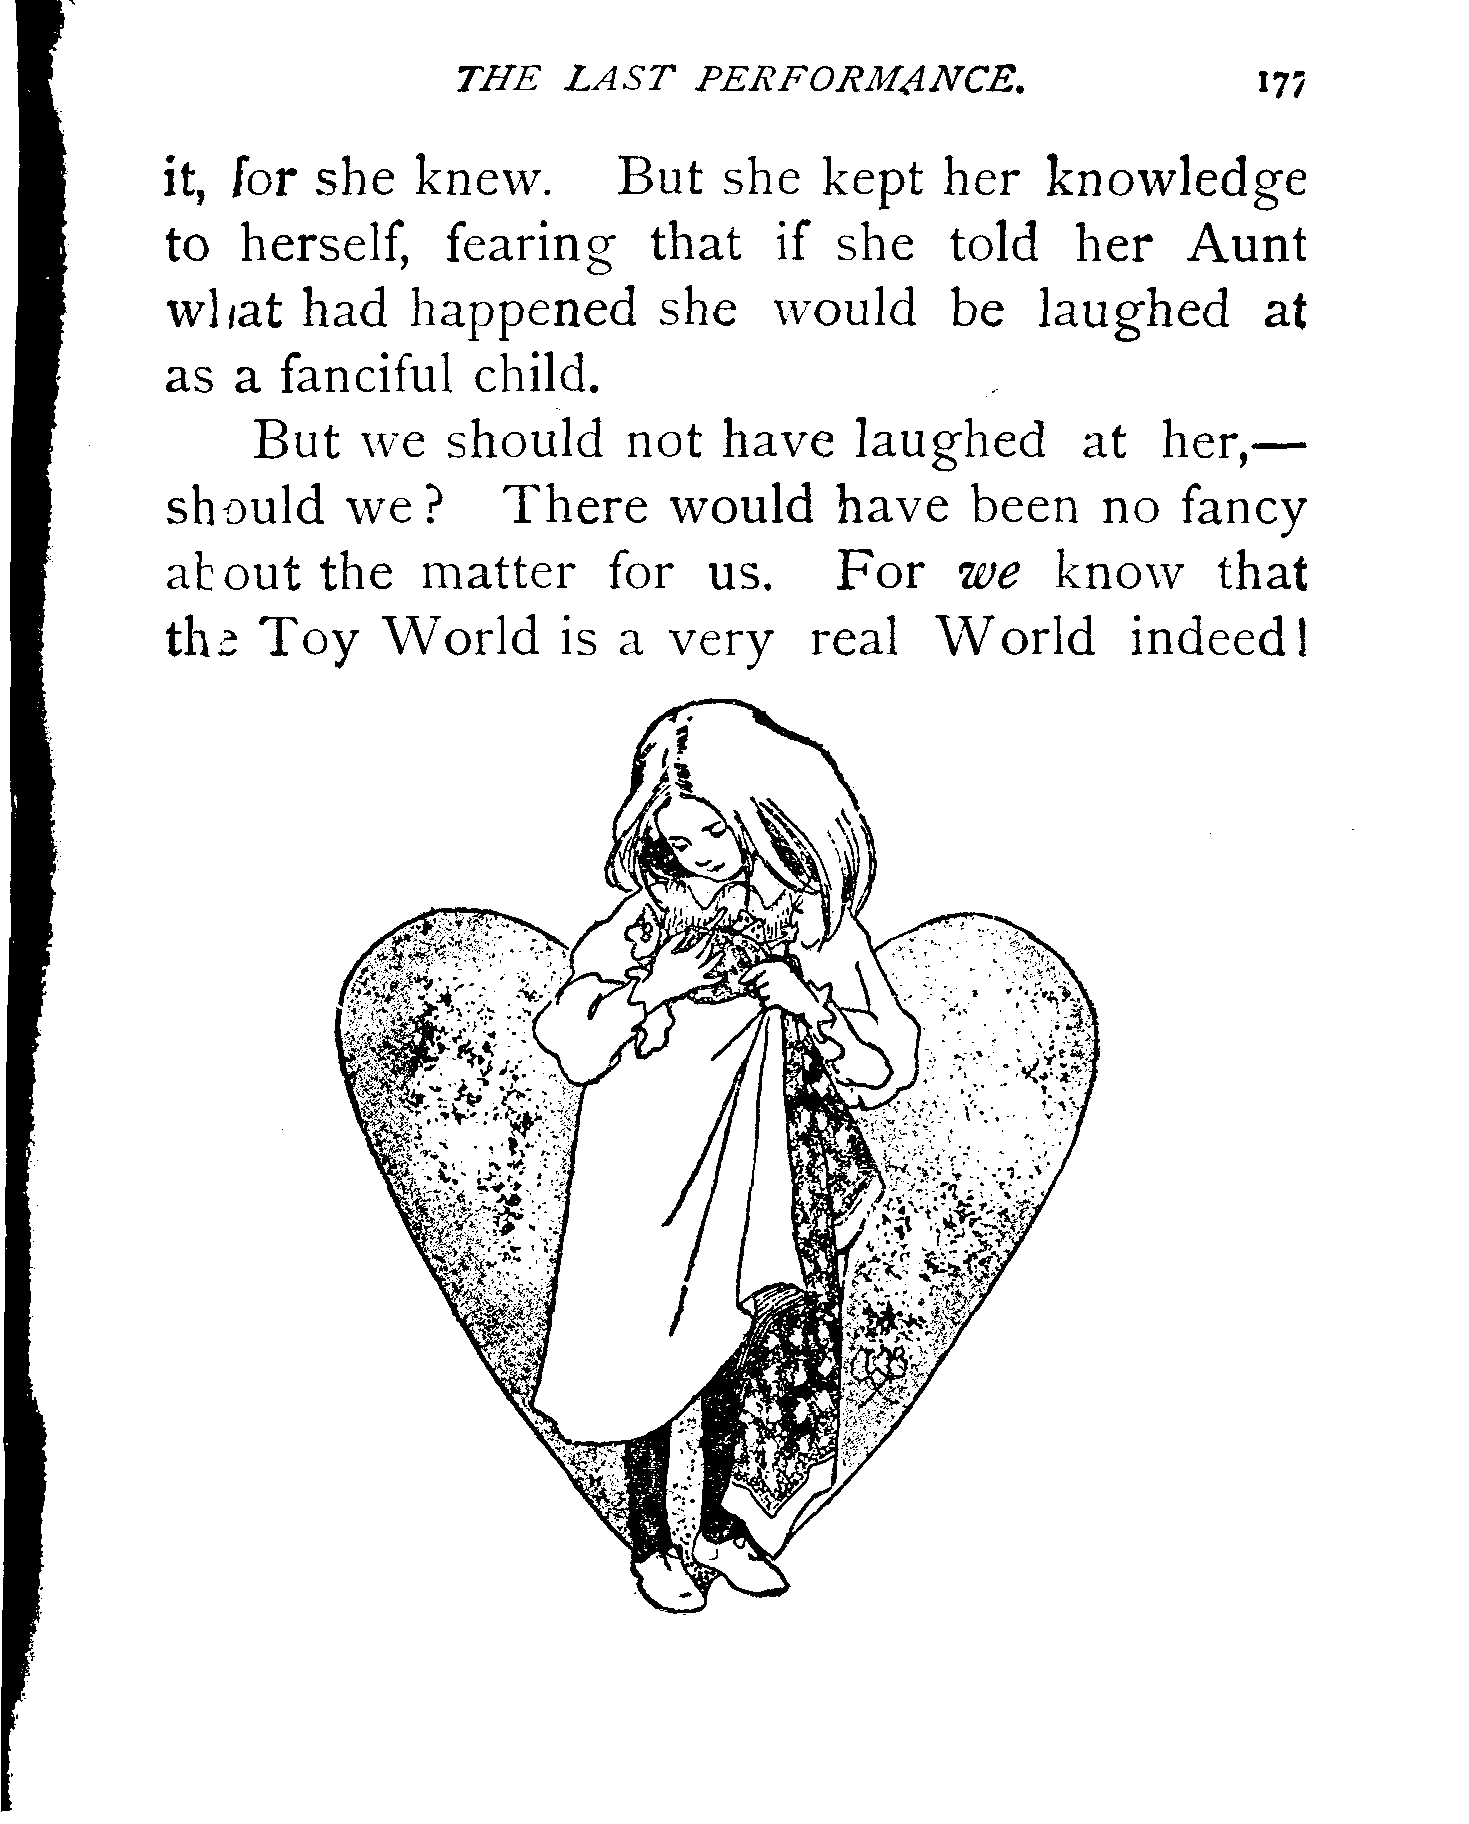 THE LAST PERFORMANCE. 177
it, for she knew. But she kept her knowledge
to herself, fearing that if she told her Aunt
what had happened she would be laughed at
as a fanciful child.
But we should not have laughed at her,—
should we? There would have been no fancy
about the matter for us. For we know that
the Toy World is a very real World indeed!